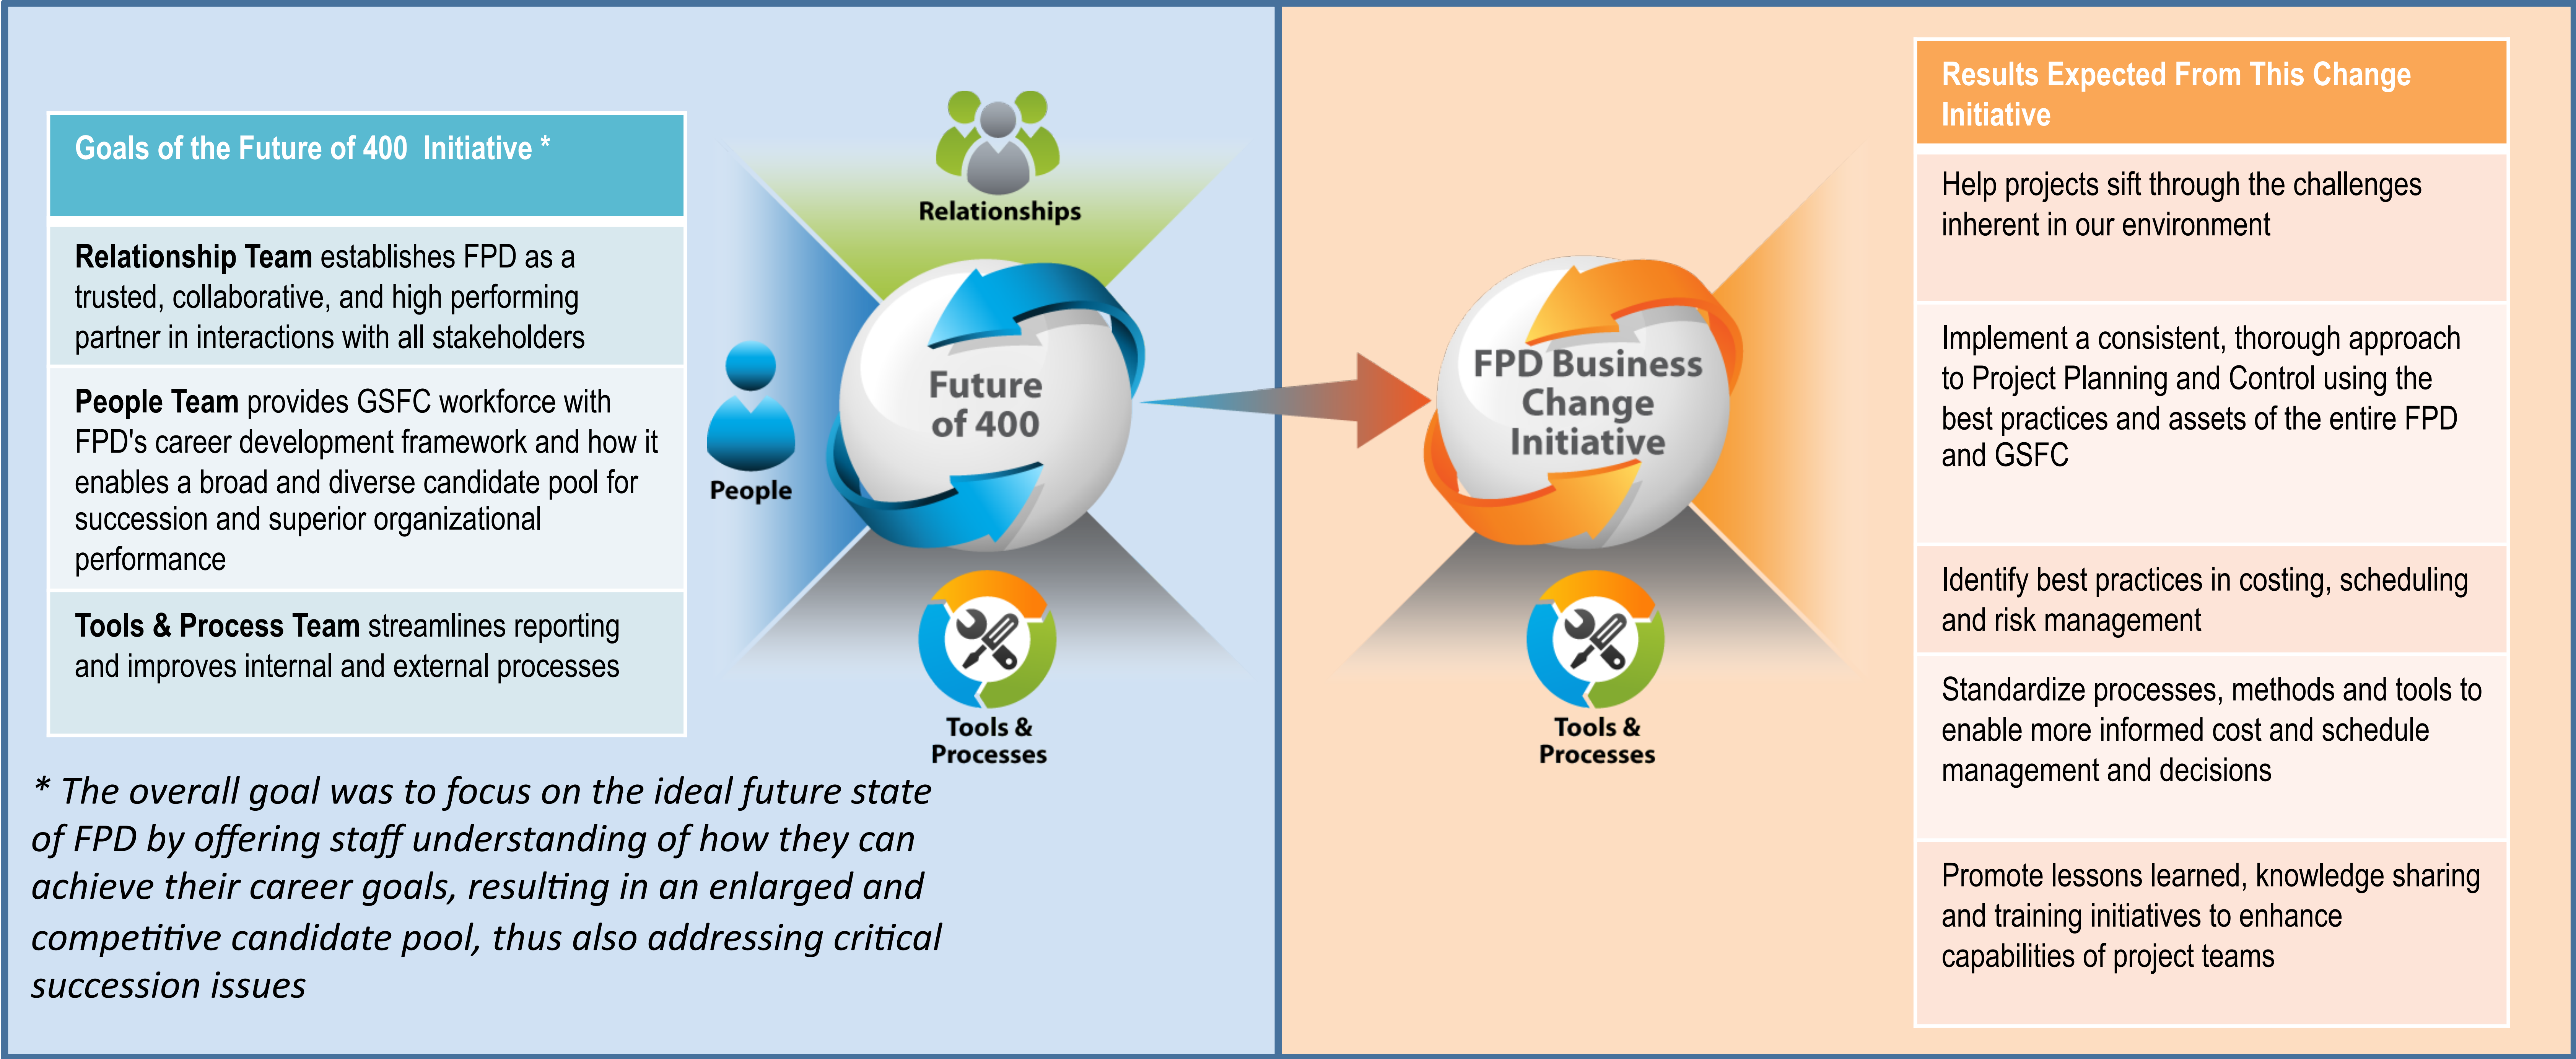 Goals of the Future of 400  Initiative *
Relationship Team establishes FPD as a
trusted, collaborative, and high performing
partner in interactions with all stakeholders
People Team provides GSFC workforce with
FPD's career development framework and how it
enables a broad and diverse candidate pool for
succession and superior organizational
performance
Tools & Process Team streamlines reporting
and improves internal and external processes
* The overall goal was to focus on the ideal future state
of FPD by offering staff understanding of how they can
achieve their career goals, resulting in an enlarged and
competitive candidate pool, thus also addressing critical
succession issues
Relationships
People
Future
of 400
Tools &
Processes
FPD Business
Change
Initiative
Tools &
Processes
Results Expected From This Change
Initiative
Help projects sift through the challenges
inherent in our environment
Implement a consistent, thorough approach
to Project Planning and Control using the
best practices and assets of the entire FPD
and GSFC
Identify best practices in costing, scheduling
and risk management
Standardize processes, methods and tools to
enable more informed cost and schedule
management and decisions
Promote lessons learned, knowledge sharing
and training initiatives to enhance
capabilities of project teams